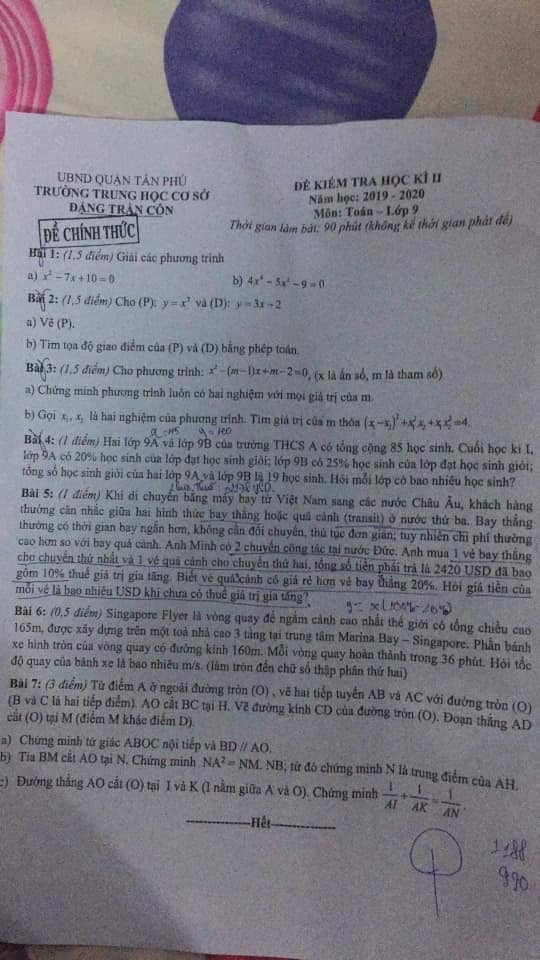 UBND QUẬN TÂN PHÚ
TRƯỜNG TRUNG HỌC CƠ SỞ
ĐẶNG TRẦN CÔN
ĐỀ CHÍNH THỨC
ĐỀ KIỂM TRA HỌC KÌ II
Năm học: 2019 - 2020
Môn: Toán – Lớp 9
Thời gian làm bài: 90 phút (không kể thời gian phát đề)
Bài 1: (1,5 điểm) Giải các phương trình
a) x² − 7x + 10 = 0 b) 4x⁴ − 5x² − 9 = 0
Bài 2: (1,5 điểm) Cho (P): y = x² và (D): y = 3x − 2
a) Vẽ (P).
b) Tìm tọa độ giao điểm của (P) và (D) bằng phép toán.
Bài 3: (1,5 điểm) Cho phương trình: x² − (m − 1)x + m − 2 = 0, (x là ẩn số, m là tham số)
a) Chứng minh phương trình luôn có hai nghiệm với mọi giá trị của m.
b) Gọi x₁, x₂ là hai nghiệm của phương trình. Tìm giá trị của m thỏa (x₁ − x₂)² + x₁²x₂ + x₁x₂² = 4.
Bài 4: (1 điểm) Hai lớp 9A và lớp 9B của trường THCS A có tổng cộng 85 học sinh. Cuối học kì I,
lớp 9A có 20% học sinh của lớp đạt học sinh giỏi; lớp 9B có 25% học sinh của lớp đạt học sinh giỏi;
tổng số học sinh giỏi của hai lớp 9A và lớp 9B là 19 học sinh. Hỏi mỗi lớp có bao nhiêu học sinh?
Bài 5: (1 điểm) Khi di chuyển bằng máy bay từ Việt Nam sang các nước Châu Âu, khách hàng
thường cân nhắc giữa hai hình thức bay thẳng hoặc quá cảnh (transit) ở nước thứ ba. Bay thẳng
thường có thời gian bay ngắn hơn, không cần đổi chuyến, thủ tục đơn giản; tuy nhiên chi phí thường
cao hơn so với bay quá cảnh. Anh Minh có 2 chuyến công tác tại nước Đức. Anh mua 1 vé bay thẳng
cho chuyến thứ nhất và 1 vé quá cảnh cho chuyến thứ hai, tổng số tiền phải trả là 2420 USD đã bao
gồm 10% thuế giá trị gia tăng. Biết vé quá cảnh có giá rẻ hơn vé bay thẳng 20%. Hỏi giá tiền của
mỗi vé là bao nhiêu USD khi chưa có thuế giá trị gia tăng?
y = x(100% - 20%)
Bài 6: (0,5 điểm) Singapore Flyer là vòng quay để ngắm cảnh cao nhất thế giới có tổng chiều cao
165m, được xây dựng trên một toà nhà cao 3 tầng tại trung tâm Marina Bay – Singapore. Phần bánh
xe hình tròn của vòng quay có đường kính 160m. Mỗi vòng quay hoàn thành trong 36 phút. Hỏi tốc
độ quay của bánh xe là bao nhiêu m/s. (làm tròn đến chữ số thập phân thứ hai)
Bài 7: (3 điểm) Từ điểm A ở ngoài đường tròn (O) , vẽ hai tiếp tuyến AB và AC với đường tròn (O)
(B và C là hai tiếp điểm). AO cắt BC tại H. Vẽ đường kính CD của đường tròn (O). Đoạn thẳng AD
cắt (O) tại M (điểm M khác điểm D).
a) Chứng minh tứ giác ABOC nội tiếp và BD // AO.
b) Tia BM cắt AO tại N. Chứng minh NA² = NM. NB, từ đó chứng minh N là trung điểm của AH.
c) Đường thẳng AO cắt (O) tại I và K (I nằm giữa A và O). Chứng minh 1/AI + 1/AK = 1/AN.
Hết
1188
990